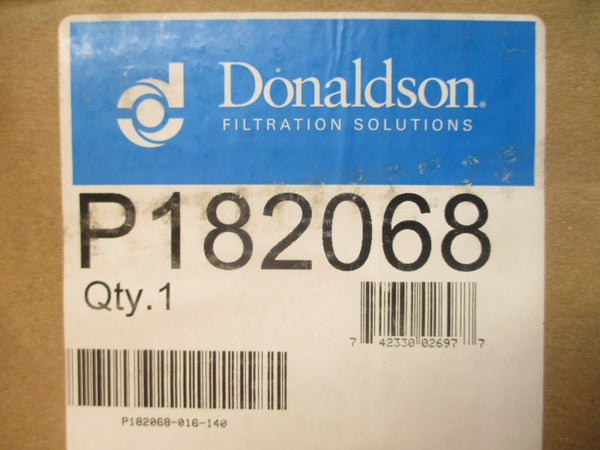 Donaldson®
FILTRATION SOLUTIONS
P182068
Qty.1
7 42330 02697 7
P182068-016-140